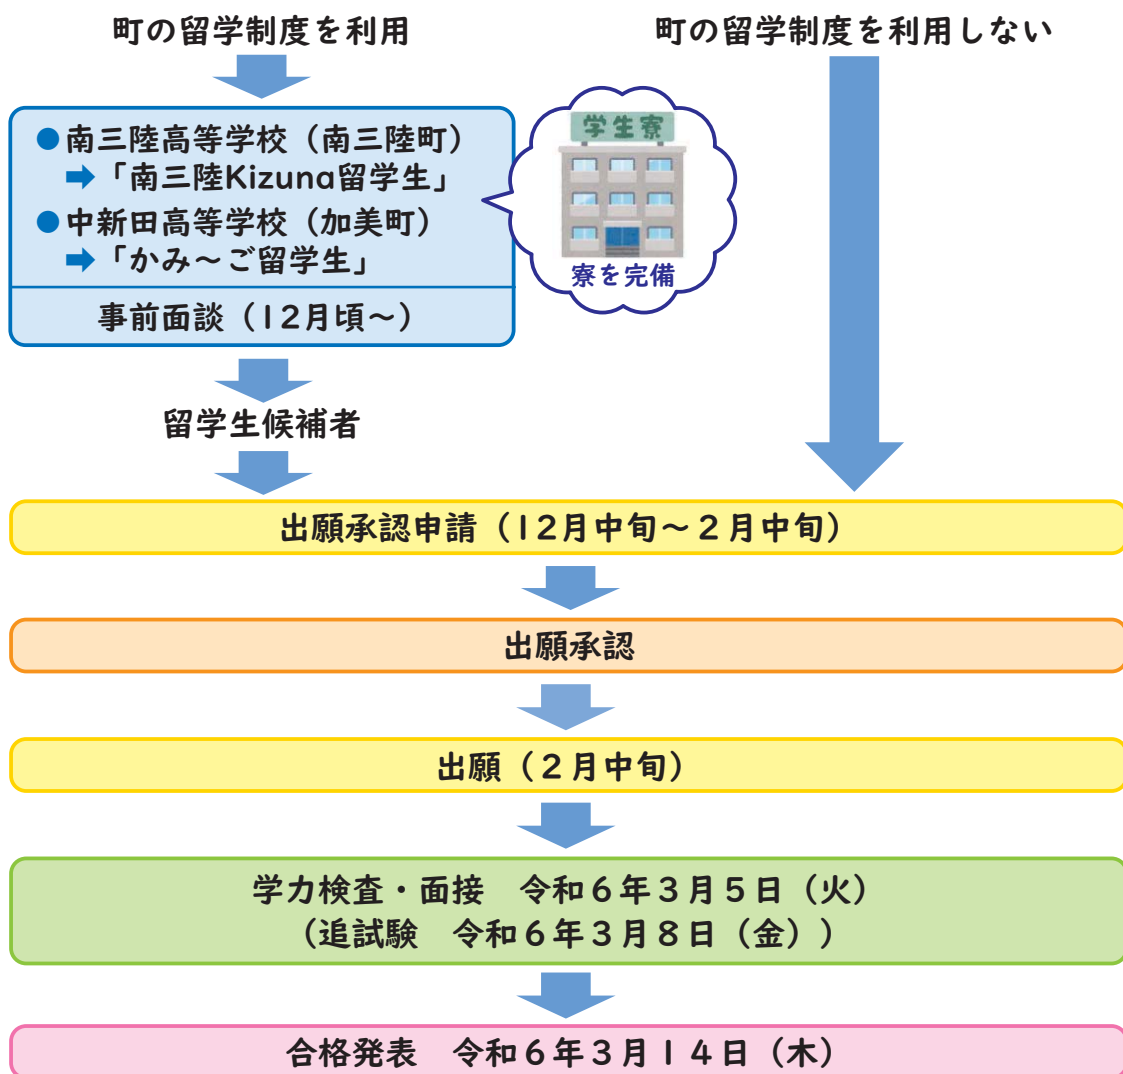 町の留学制度を利用
町の留学制度を利用しない
●南三陸高等学校（南三陸町）
➡「南三陸Kizuna留学生」
●中新田高等学校（加美町）
➡「かみ～ご留学生」
事前面談（12月頃～）
学生寮
寮を完備
留学生候補者
出願承認申請（12月中旬～２月中旬）
出願承認
出願（２月中旬）
学力検査・面接　令和６年３月５日（火）
（追試験　令和６年３月８日（金））
合格発表　令和６年３月１４日（木）